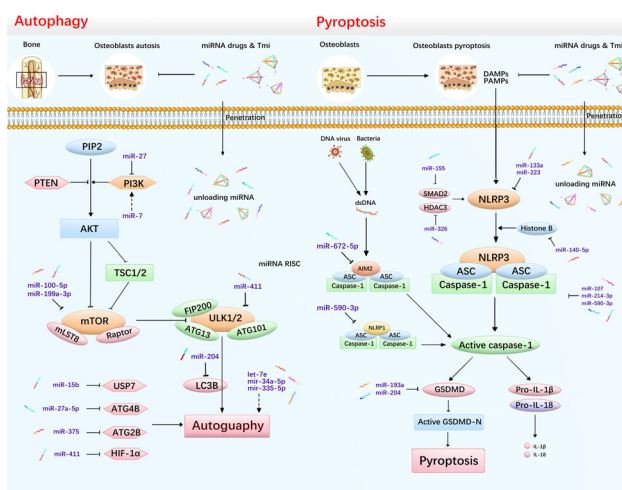 Autophagy
Bone
Osteoblasts autosis
miRNA drugs & Tmi
Penetration
PIP2
miR-27
PTEN
PI3K
miR-7
unloading miRNA
AKT
TSC1/2
miRNA RISC
miR-100-5p
miR-199a-3p
mTOR
mLST8
Raptor
miR-411
FIP200
ULK1/2
ATG13
ATG101
miR-204
LC3B
let-7e
mir-34a-5p
mir-335-5p
miR-15b
USP7
miR-27a-5p
ATG4B
miR-375
ATG2B
miR-411
HIF-1α
Autoguaphy
Pyroptosis
Osteoblasts
Osteoblasts pyroptosis
DAMPs
PAMPs
miRNA drugs & Tmi
Penetration
DNA virus
Bacteria
dsDNA
miR-155
SMAD2
HDAC3
miR-326
miR-133a
miR-223
NLRP3
unloading miRNA
Histone B
miR-140-5p
miR-672-5p
AIM2
ASC
ASC
Caspase-1
Caspase-1
NLRP3
ASC
ASC
Caspase-1
Caspase-1
miR-107
miR-214-3p
miR-590-3p
miR-590-3p
NLRP1
ASC
ASC
Caspase-1
Caspase-1
Active caspase-1
miR-193a
miR-204
GSDMD
Pro-IL-1β
Pro-IL-18
Active GSDMD-N
IL-1β
IL-18
Pyroptosis